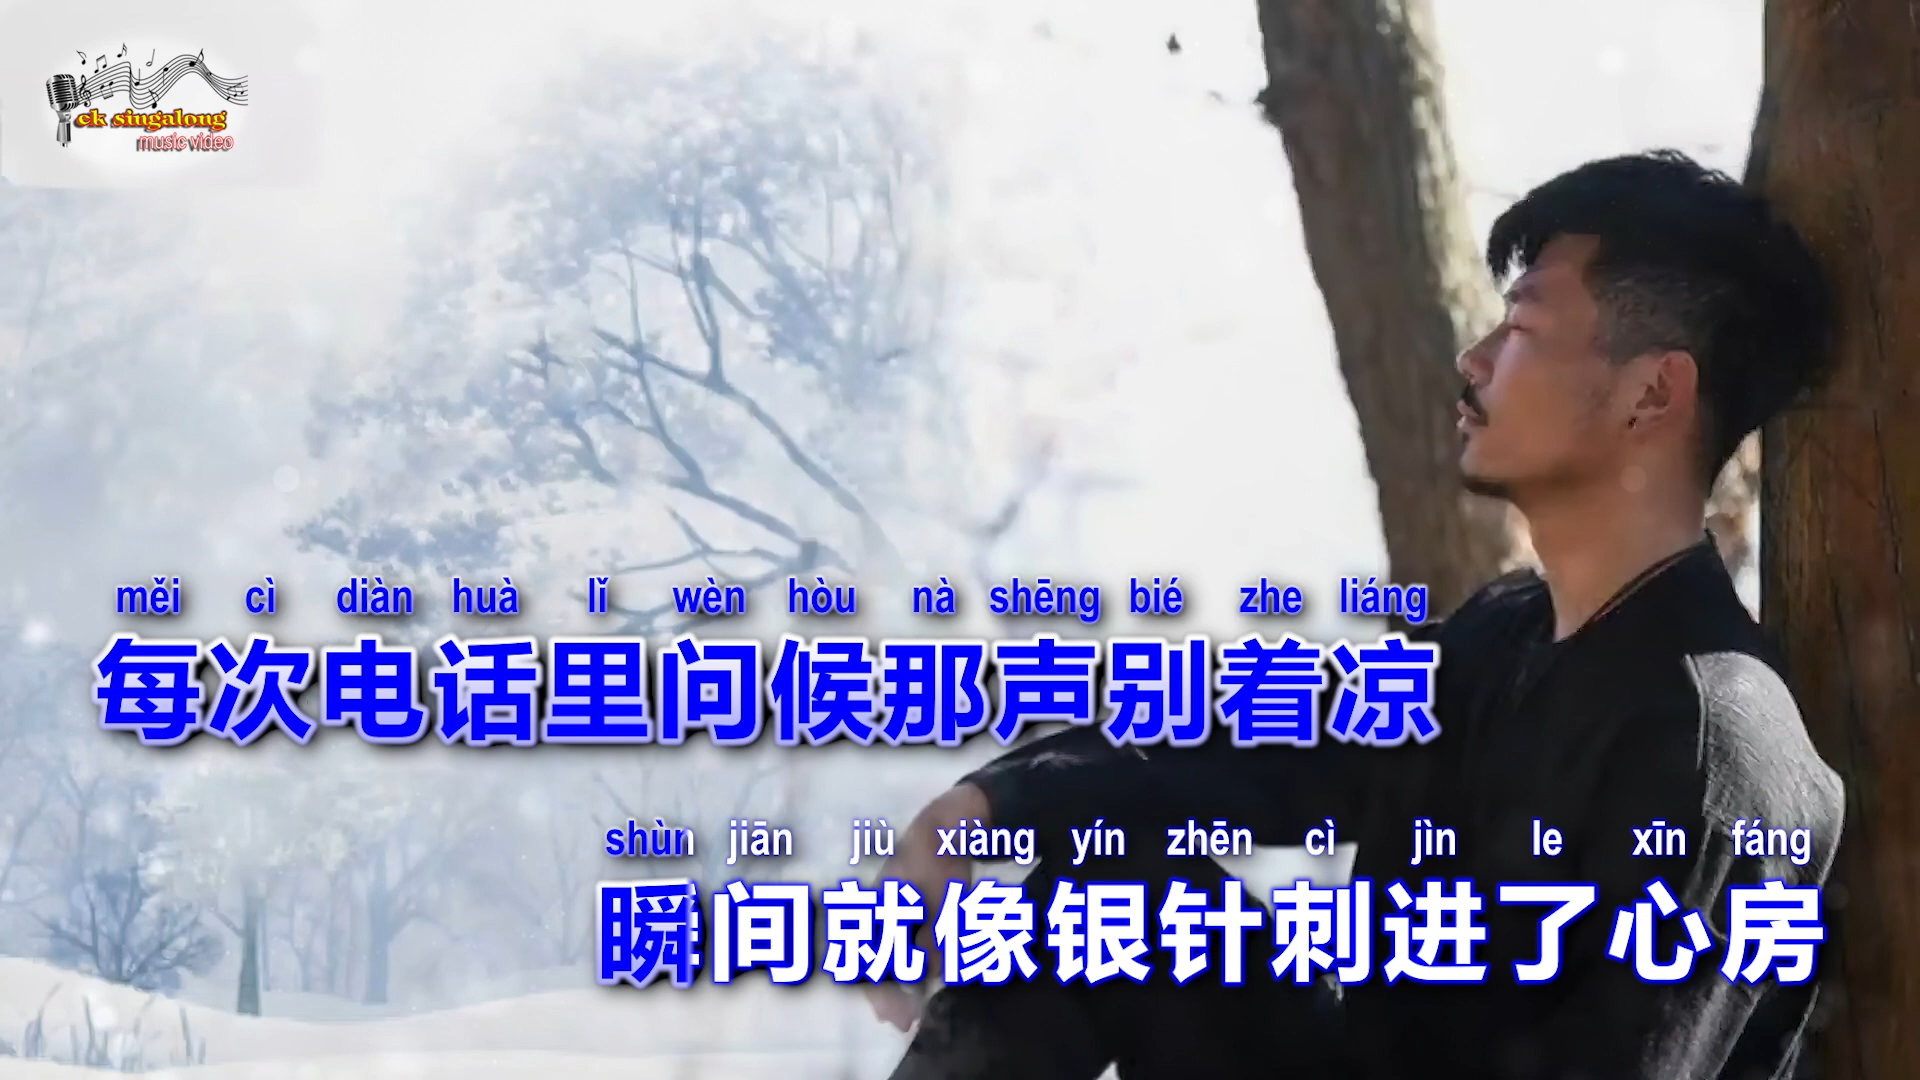 ck singalong
music video
měi cì diàn huà lǐ wèn hòu nà shēng bié zhe liáng
每次电话里问候那声别着凉
shùn jiān jiù xiàng yín zhēn cì jìn le xīn fáng
瞬间就像银针刺进了心房